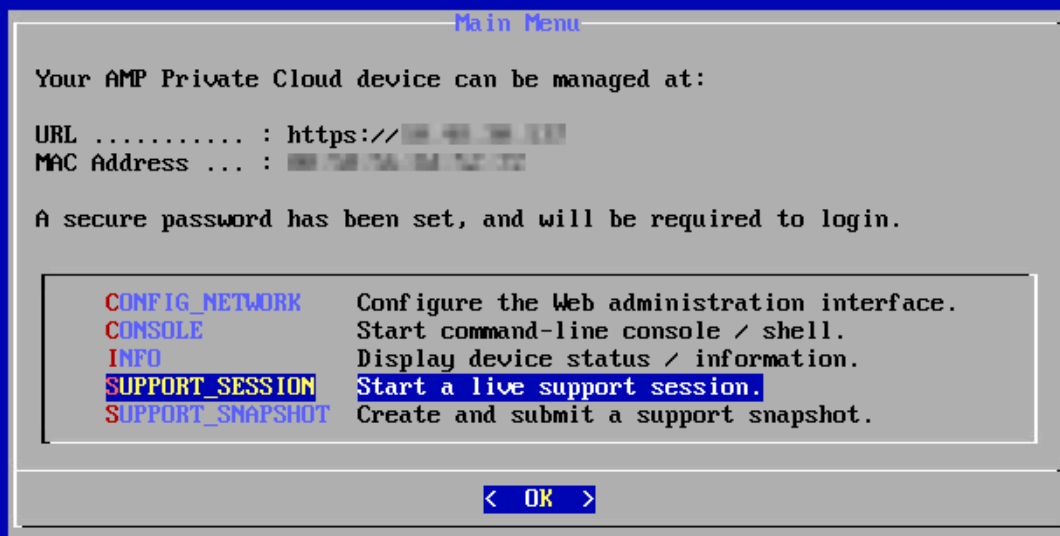 Main Menu
Your AMP Private Cloud device can be managed at:
URL ........... : https://
MAC Address ... :
A secure password has been set, and will be required to login.
CONFIG_NETWORK Configure the Web administration interface.
CONSOLE Start command-line console / shell.
INFO Display device status / information.
SUPPORT_SESSION Start a live support session.
SUPPORT_SNAPSHOT Create and submit a support snapshot.
< OK >